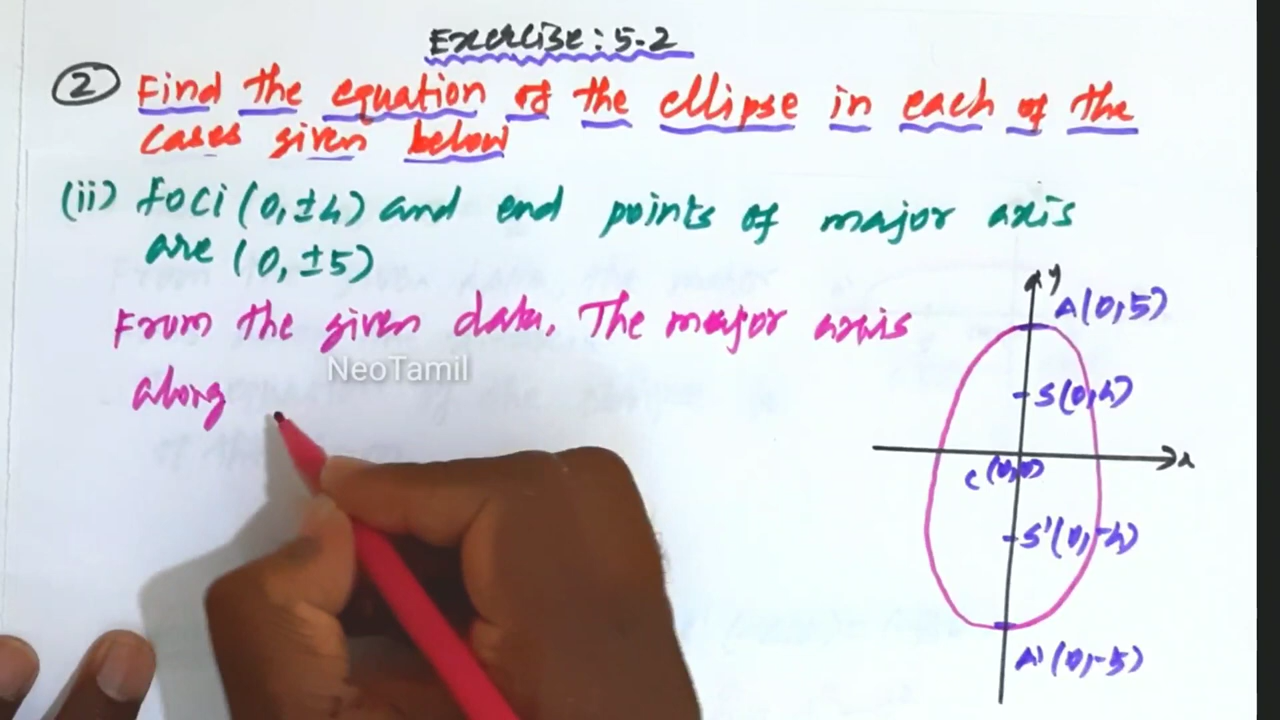 Exercise: 5.2
② Find the equation of the ellipse in each of the
cases given below
(ii) foci (0, ±4) and end points of major axis
are (0, ±5)
From the given data, The major axis
along
NeoTamil
y
A(0,5)
S(0,4)
x
C(0,0)
S'(0,-4)
A'(0,-5)